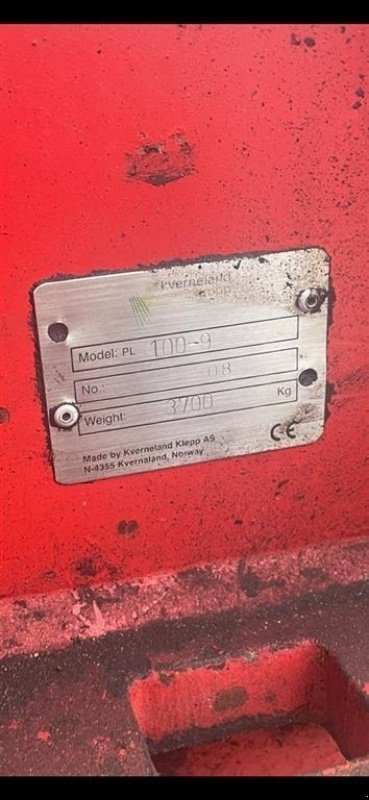 kverneland
group
Model: PL 100-9
No.: 08
Weight: 3700 Kg
Made by Kverneland Klepp AS
N-4355 Kvernaland, Norway
CE